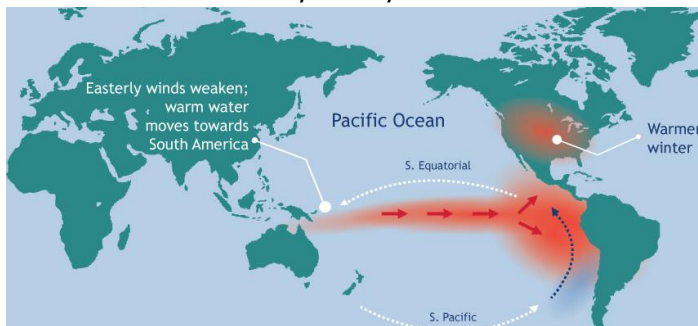 Easterly winds weaken;
warm water
moves towards
South America
Pacific Ocean
Warmer
winter
S. Equatorial
S. Pacific